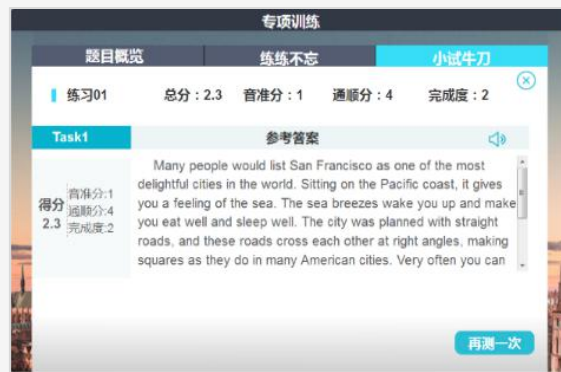 专项训练
题目概览 练练不忘 小试牛刀
练习01 总分：2.3 音准分：1 通顺分：4 完成度：2
Task1 参考答案
得分
2.3
音准分:1
通顺分:4
完成度:2
Many people would list San Francisco as one of the most
delightful cities in the world. Sitting on the Pacific coast, it gives
you a feeling of the sea. The sea breezes wake you up and make
you eat well and sleep well. The city was planned with straight
roads, and these roads cross each other at right angles, making
squares as they do in many American cities. Very often you can
再测一次